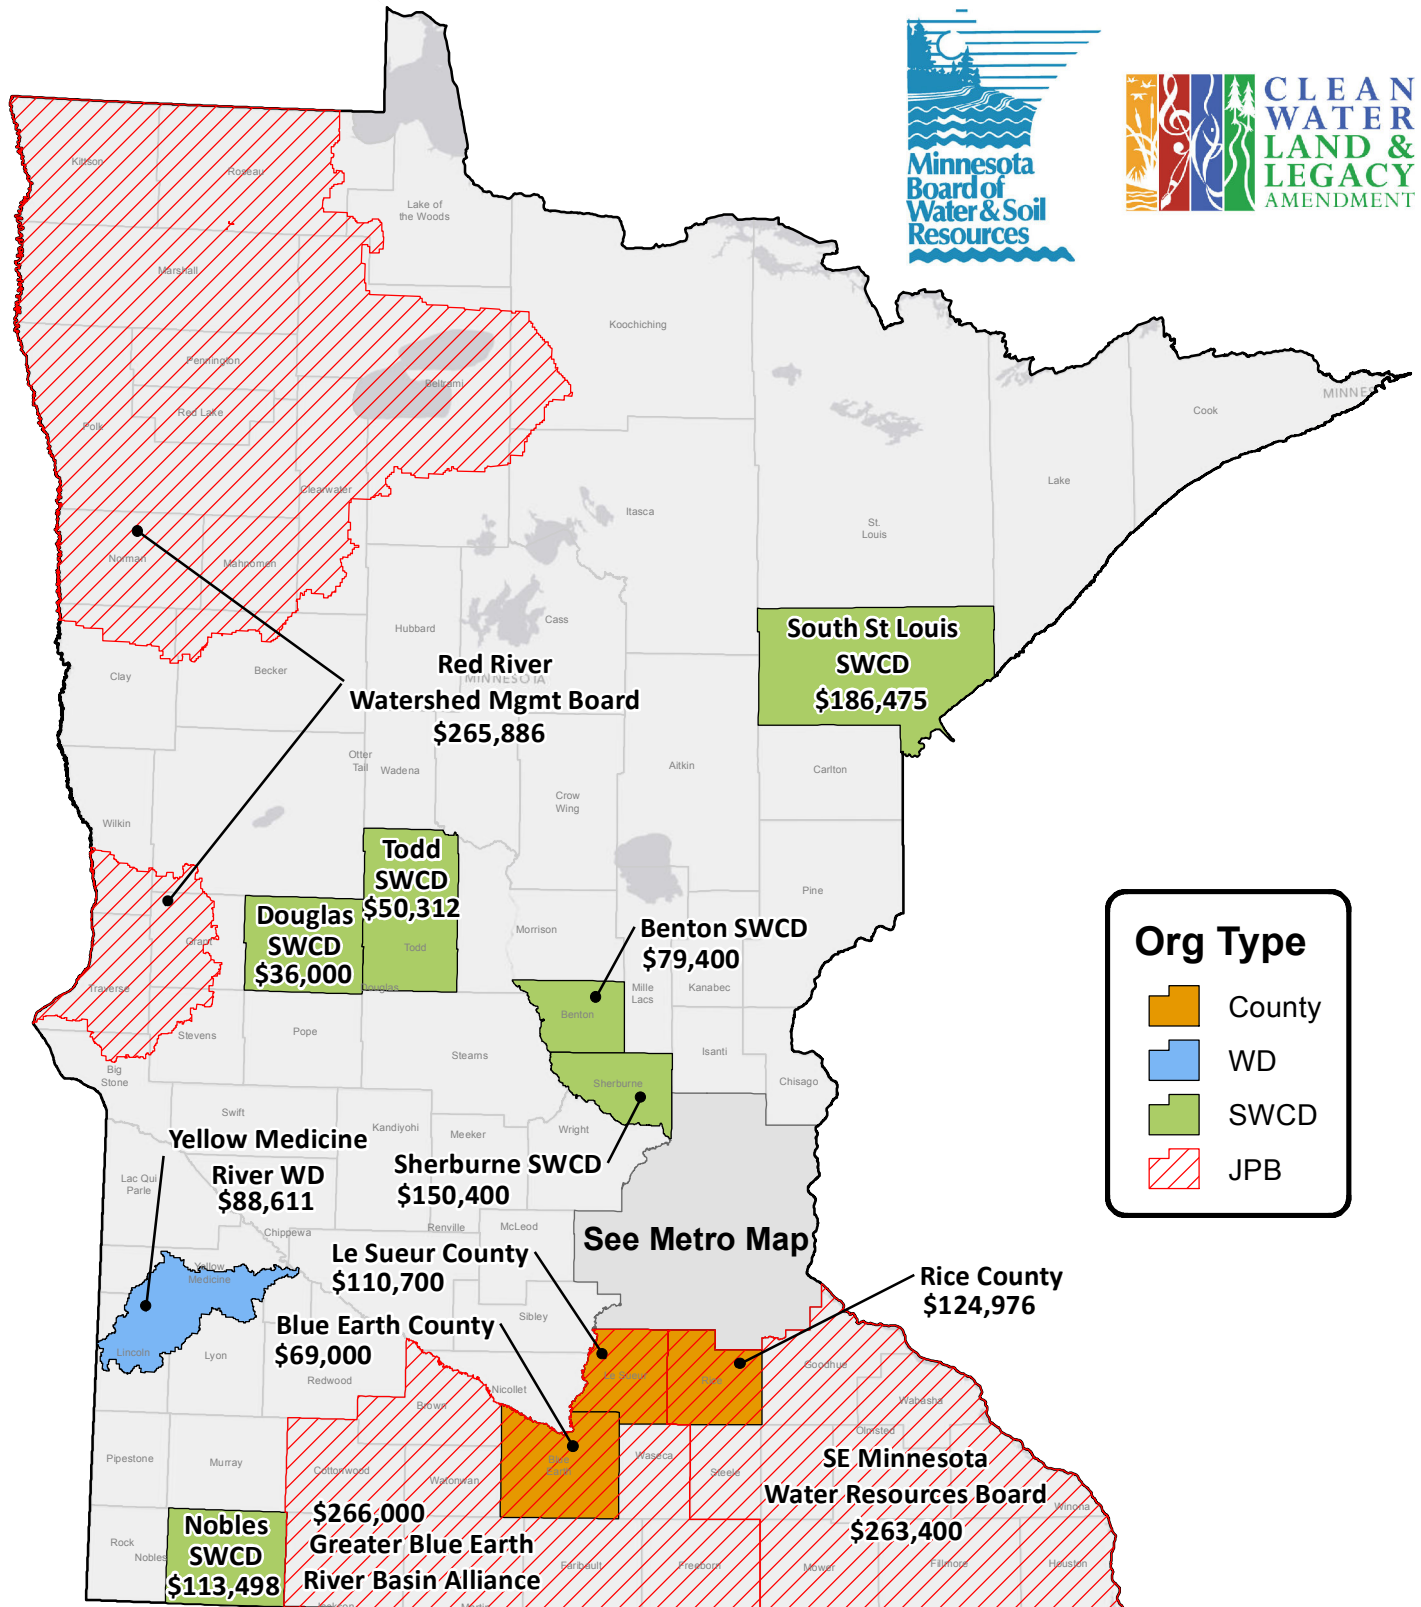 Minnesota
Board of
Water & Soil
Resources
CLEAN
WATER
LAND &
LEGACY
AMENDMENT
Kittson
Roseau
Lake of
the Woods
Marshall
Koochiching
Pennington
Beltrami
Red Lake
Polk
Cook
Lake
Clearwater
Itasca
St.
Louis
Norman
Mahnomen
Hubbard
Cass
Clay
Becker
MINNESOTA
South St Louis
SWCD
$186,475
Red River
Watershed Mgmt Board
$265,886
Otter
Tail
Wadena
Aitkin
Carlton
Crow
Wing
Wilkin
Todd
SWCD
$50,312
Todd
Pine
Douglas
SWCD
$36,000
Douglas
Grant
Morrison
Benton SWCD
$79,400
Mille
Lacs
Kanabec
Traverse
Benton
Stevens
Pope
Stearns
Isanti
Big
Stone
Sherburne
Chisago
Swift
Kandiyohi
Meeker
Wright
Yellow Medicine
River WD
$88,611
Sherburne SWCD
$150,400
Lac Qui
Parle
Chippewa
Renville
McLeod
See Metro Map
Le Sueur County
$110,700
Yellow
Medicine
Rice County
$124,976
Sibley
Blue Earth County
$69,000
Lincoln
Lyon
Redwood
Nicollet
Le Sueur
Rice
Goodhue
Brown
Wabasha
Olmsted
Pipestone
Murray
Cottonwood
Watonwan
Blue
Earth
Waseca
Steele
SE Minnesota
Water Resources Board
$263,400
Winona
$266,000
Greater Blue Earth
River Basin Alliance
Rock
Nobles
Nobles
SWCD
$113,498
Faribault
Freeborn
Mower
Fillmore
Houston
Jackson
Martin
Org Type
County
WD
SWCD
JPB